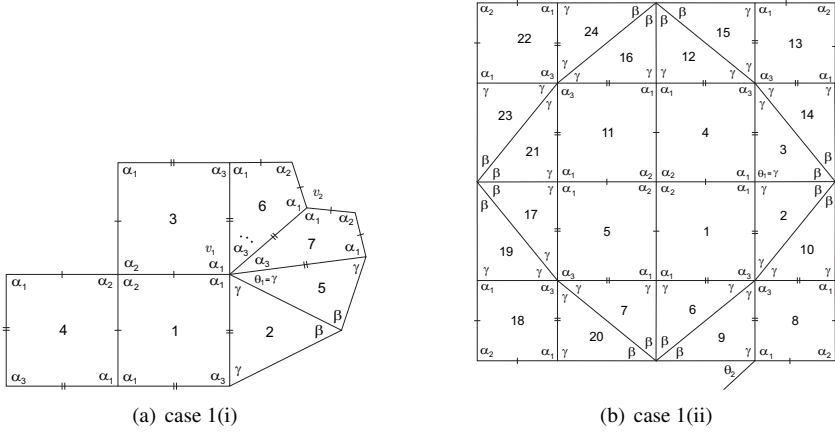 α₁ α₃ α₁ α₂
6 v₂
3 α₁ α₁ α₂
v₁ α₃ 7 α₁
α₂ α₁ α₃
α₁ α₂ α₂ α₁ θ₁=γ γ
γ 5
β
4 1 2 β
γ
α₃ α₁ α₁ α₃
(a) case 1(i)
α₂ α₁ γ β β β β γ α₁ α₂
22 24 15 13
16 12
α₁ α₃ γ γ γ γ γ γ α₃ α₁
γ γ α₃ α₁ α₁ α₃ γ γ
23 14
21 11 4 3
β β
β γ α₁ α₂ α₂ α₁ θ₁=γ β
β β γ α₁ α₂ α₂ α₁ γ β β
17 2
19 5 1 10
γ γ γ γ
α₁ α₃ α₃ α₁ α₁ α₃ α₃ α₁
γ γ γ γ
7 6
18 20 9 8
β β
α₂ α₁ γ β β γ α₁ α₂
θ₂
(b) case 1(ii)